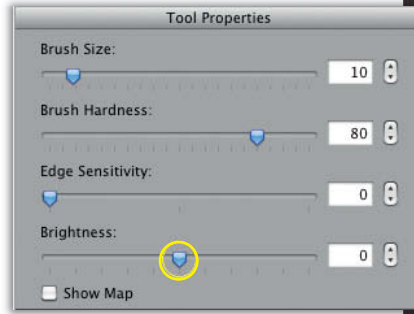 Tool Properties
Brush Size:
10
Brush Hardness:
80
Edge Sensitivity:
0
Brightness:
0
Show Map